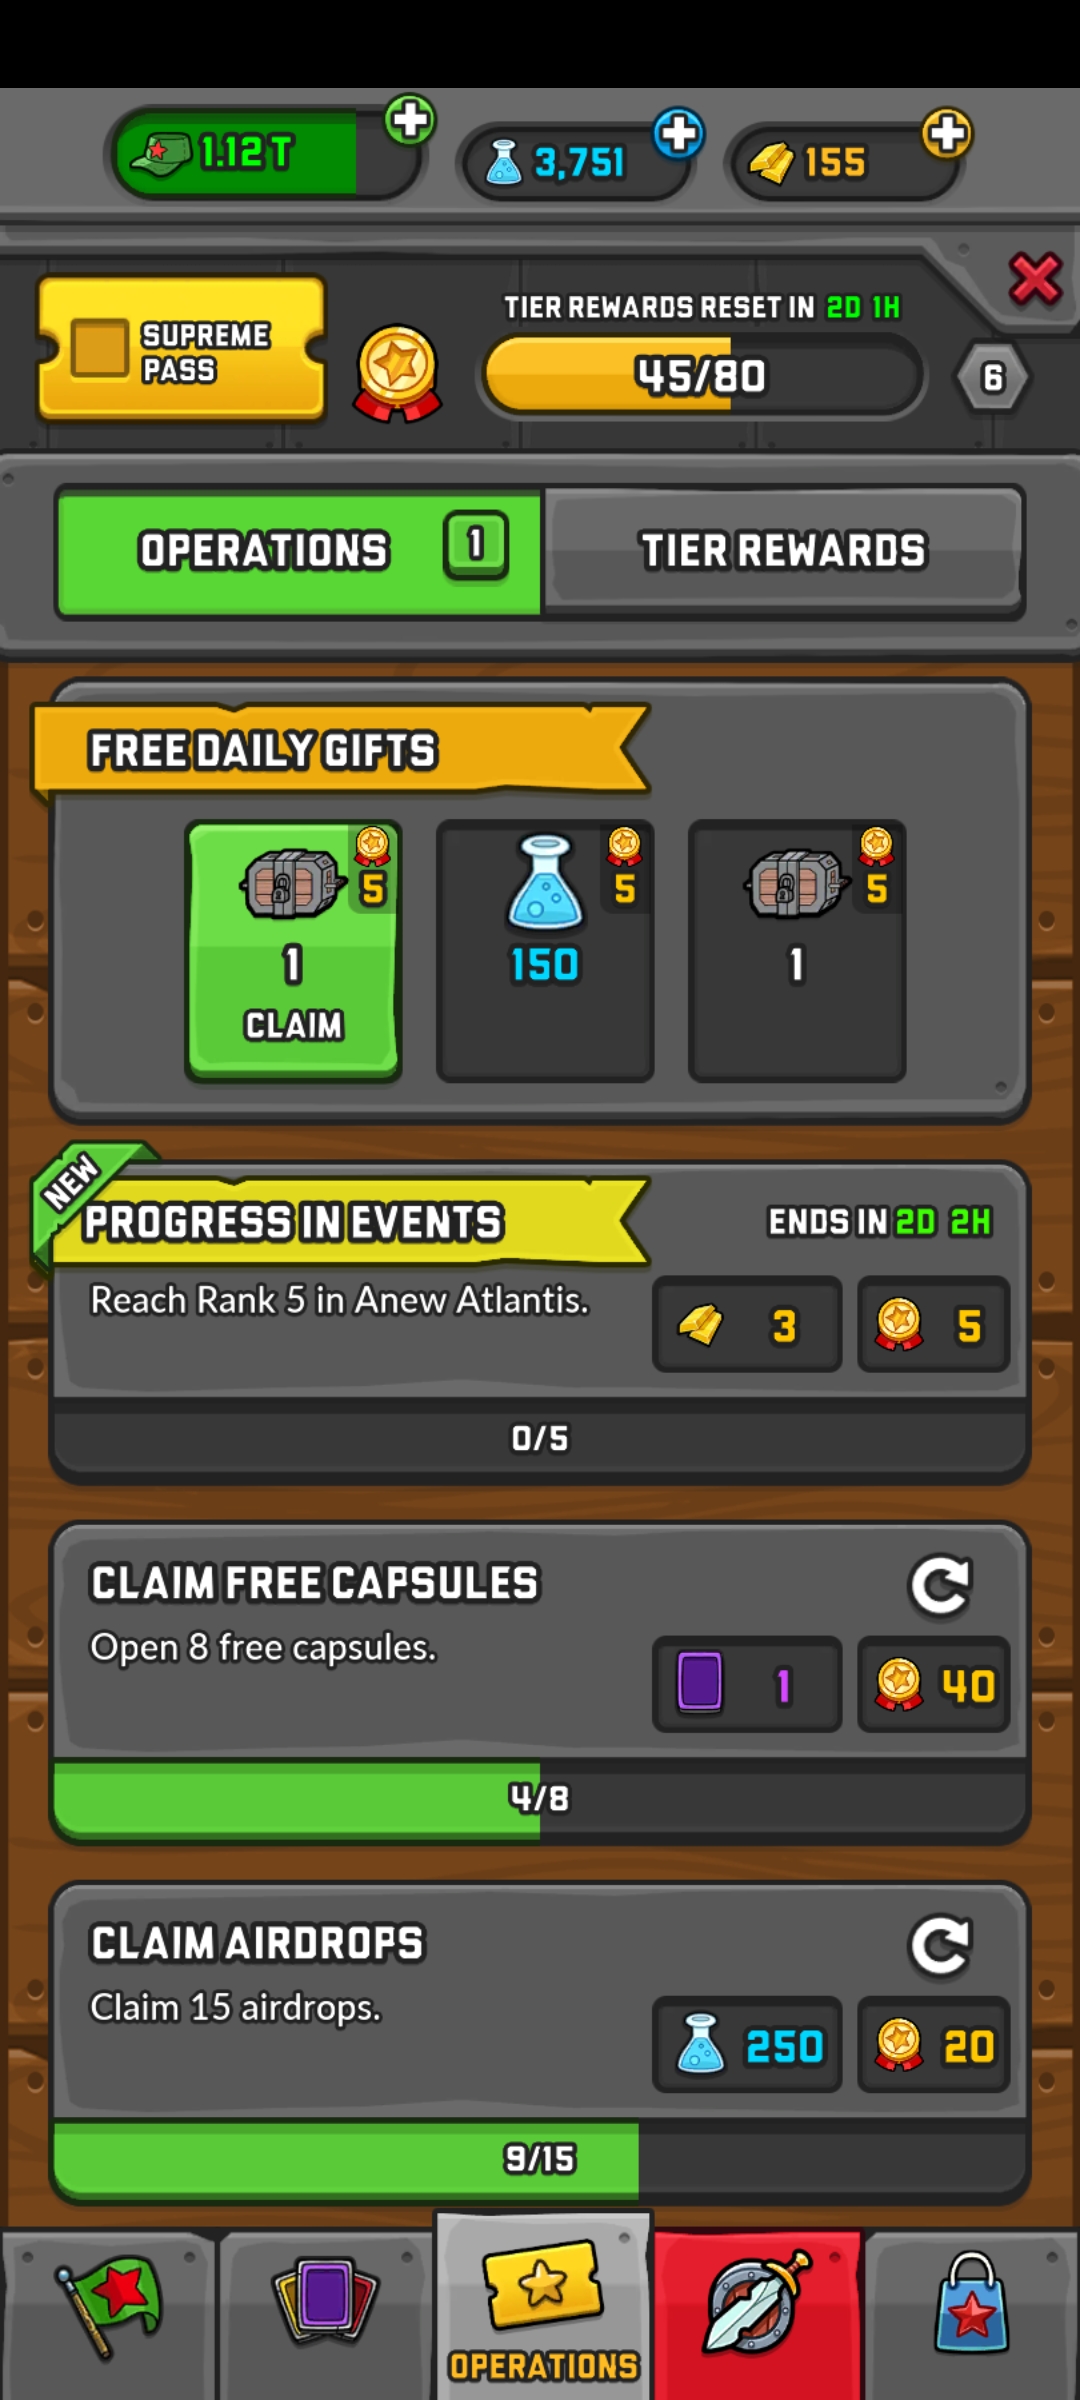 1.12 T
3,751
155
SUPREME
PASS
TIER REWARDS RESET IN 2D 1H
45/80
6
OPERATIONS 1
TIER REWARDS
FREE DAILY GIFTS
5
5
5
1
150
1
CLAIM
NEW
PROGRESS IN EVENTS
ENDS IN 2D 2H
Reach Rank 5 in Anew Atlantis.
3
5
0/5
CLAIM FREE CAPSULES
Open 8 free capsules.
1
40
4/8
CLAIM AIRDROPS
Claim 15 airdrops.
250
20
9/15
OPERATIONS